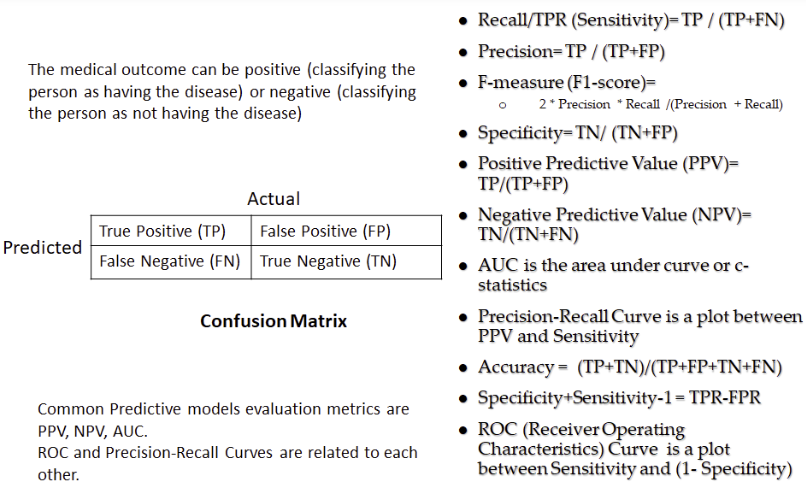 The medical outcome can be positive (classifying the
person as having the disease) or negative (classifying
the person as not having the disease)
Actual
Predicted
True Positive (TP) False Positive (FP)
False Negative (FN) True Negative (TN)
Confusion Matrix
Common Predictive models evaluation metrics are
PPV, NPV, AUC.
ROC and Precision-Recall Curves are related to each
other.
• Recall/TPR (Sensitivity)= TP / (TP+FN)
• Precision= TP / (TP+FP)
• F-measure (F1-score)=
o 2 * Precision * Recall /(Precision + Recall)
• Specificity= TN/ (TN+FP)
• Positive Predictive Value (PPV)=
TP/(TP+FP)
• Negative Predictive Value (NPV)=
TN/(TN+FN)
• AUC is the area under curve or c-
statistics
• Precision-Recall Curve is a plot between
PPV and Sensitivity
• Accuracy = (TP+TN)/(TP+FP+TN+FN)
• Specificity+Sensitivity-1 = TPR-FPR
• ROC (Receiver Operating
Characteristics) Curve is a plot
between Sensitivity and (1- Specificity)